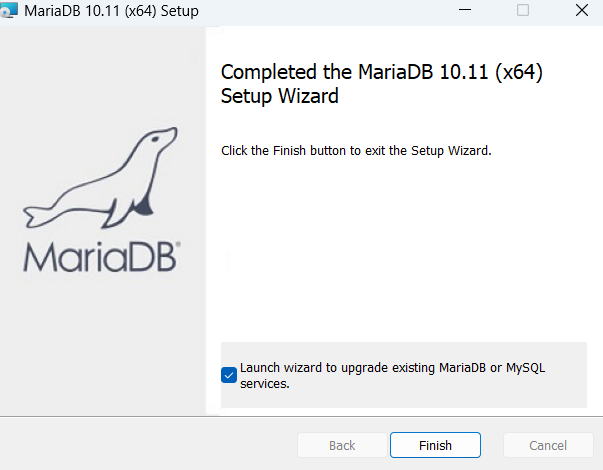 MariaDB 10.11 (x64) Setup
Completed the MariaDB 10.11 (x64)
Setup Wizard
Click the Finish button to exit the Setup Wizard.
MariaDB®
Launch wizard to upgrade existing MariaDB or MySQL
services.
Back
Finish
Cancel